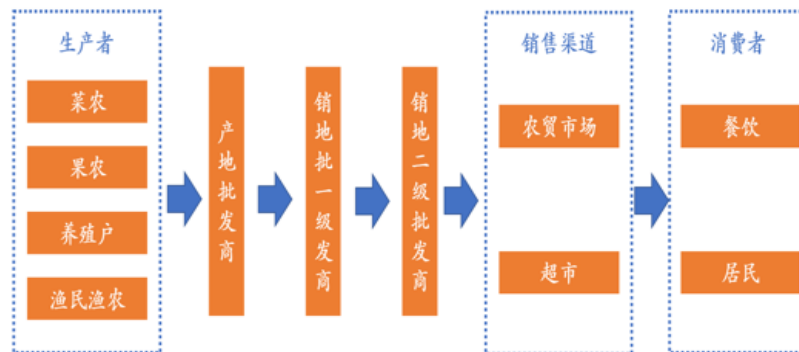 生产者
菜农
果农
养殖户
渔民渔农
产地批发商
销地批一级发商
销地二级批发商
销售渠道
农贸市场
超市
消费者
餐饮
居民